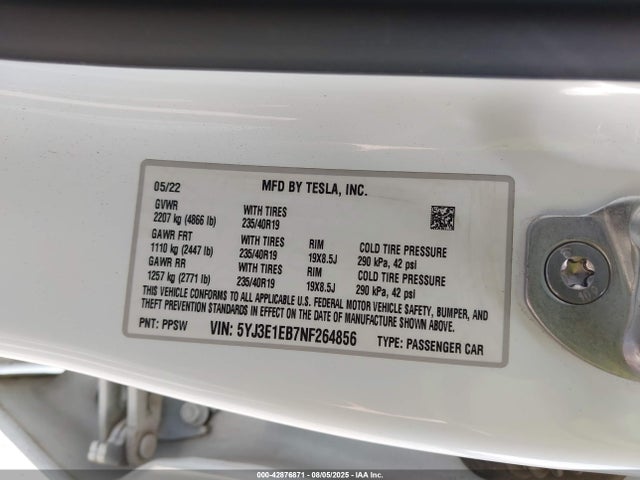 05/22 MFD BY TESLA, INC.
GVWR WITH TIRES
2207 kg (4866 lb) 235/40R19
GAWR FRT WITH TIRES RIM COLD TIRE PRESSURE
1110 kg (2447 lb) 235/40R19 19X8.5J 290 kPa, 42 psi
GAWR RR WITH TIRES RIM COLD TIRE PRESSURE
1257 kg (2771 lb) 235/40R19 19X8.5J 290 kPa, 42 psi
THIS VEHICLE CONFORMS TO ALL APPLICABLE U.S. FEDERAL MOTOR VEHICLE SAFETY, BUMPER, AND
THEFT PREVENTION STANDARDS IN EFFECT ON THE DATE OF MANUFACTURE SHOWN ABOVE.
PNT: PPSW VIN: 5YJ3E1EB7NF264856 TYPE: PASSENGER CAR
000-42876871 - 08/05/2025 - IAA Inc.